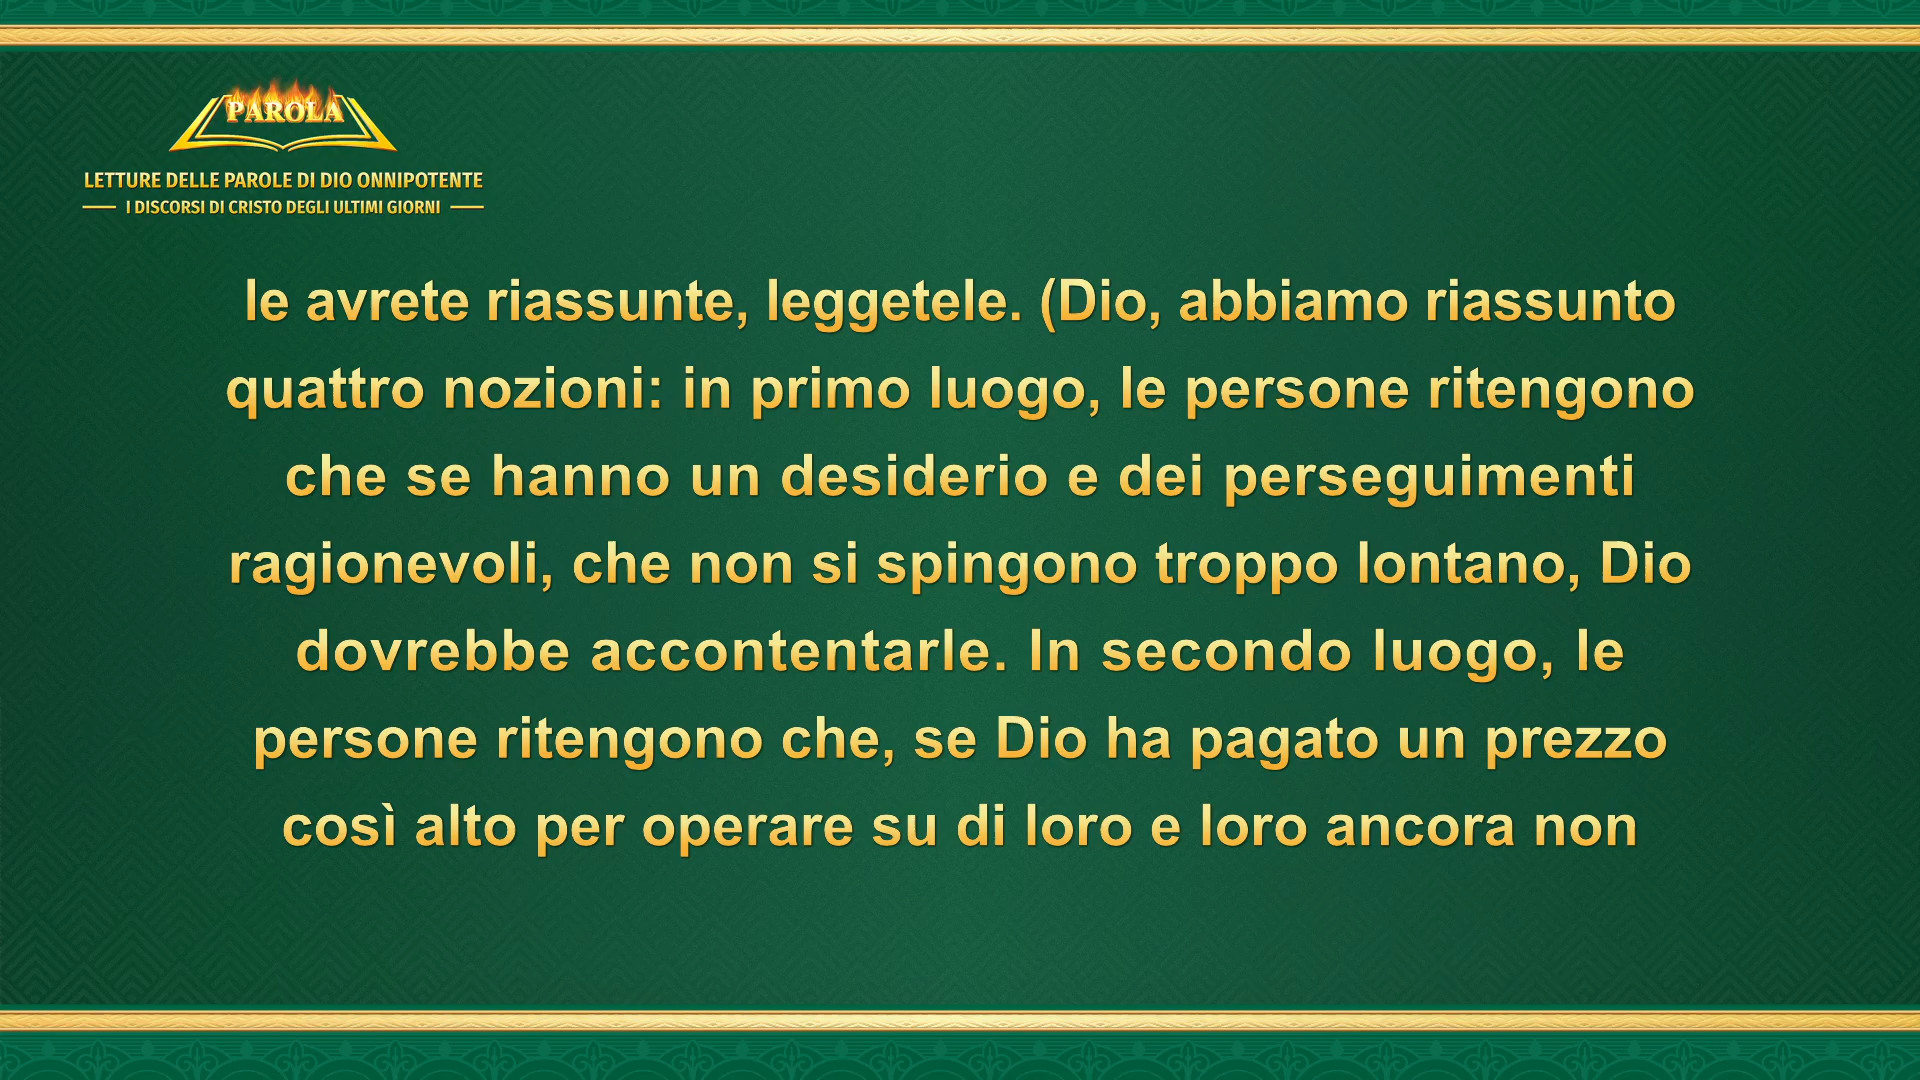 PAROLA
LETTURE DELLE PAROLE DI DIO ONNIPOTENTE
I DISCORSI DI CRISTO DEGLI ULTIMI GIORNI
le avrete riassunte, leggetele. (Dio, abbiamo riassunto
quattro nozioni: in primo luogo, le persone ritengono
che se hanno un desiderio e dei perseguimenti
ragionevoli, che non si spingono troppo lontano, Dio
dovrebbe accontentarle. In secondo luogo, le
persone ritengono che, se Dio ha pagato un prezzo
così alto per operare su di loro e loro ancora non